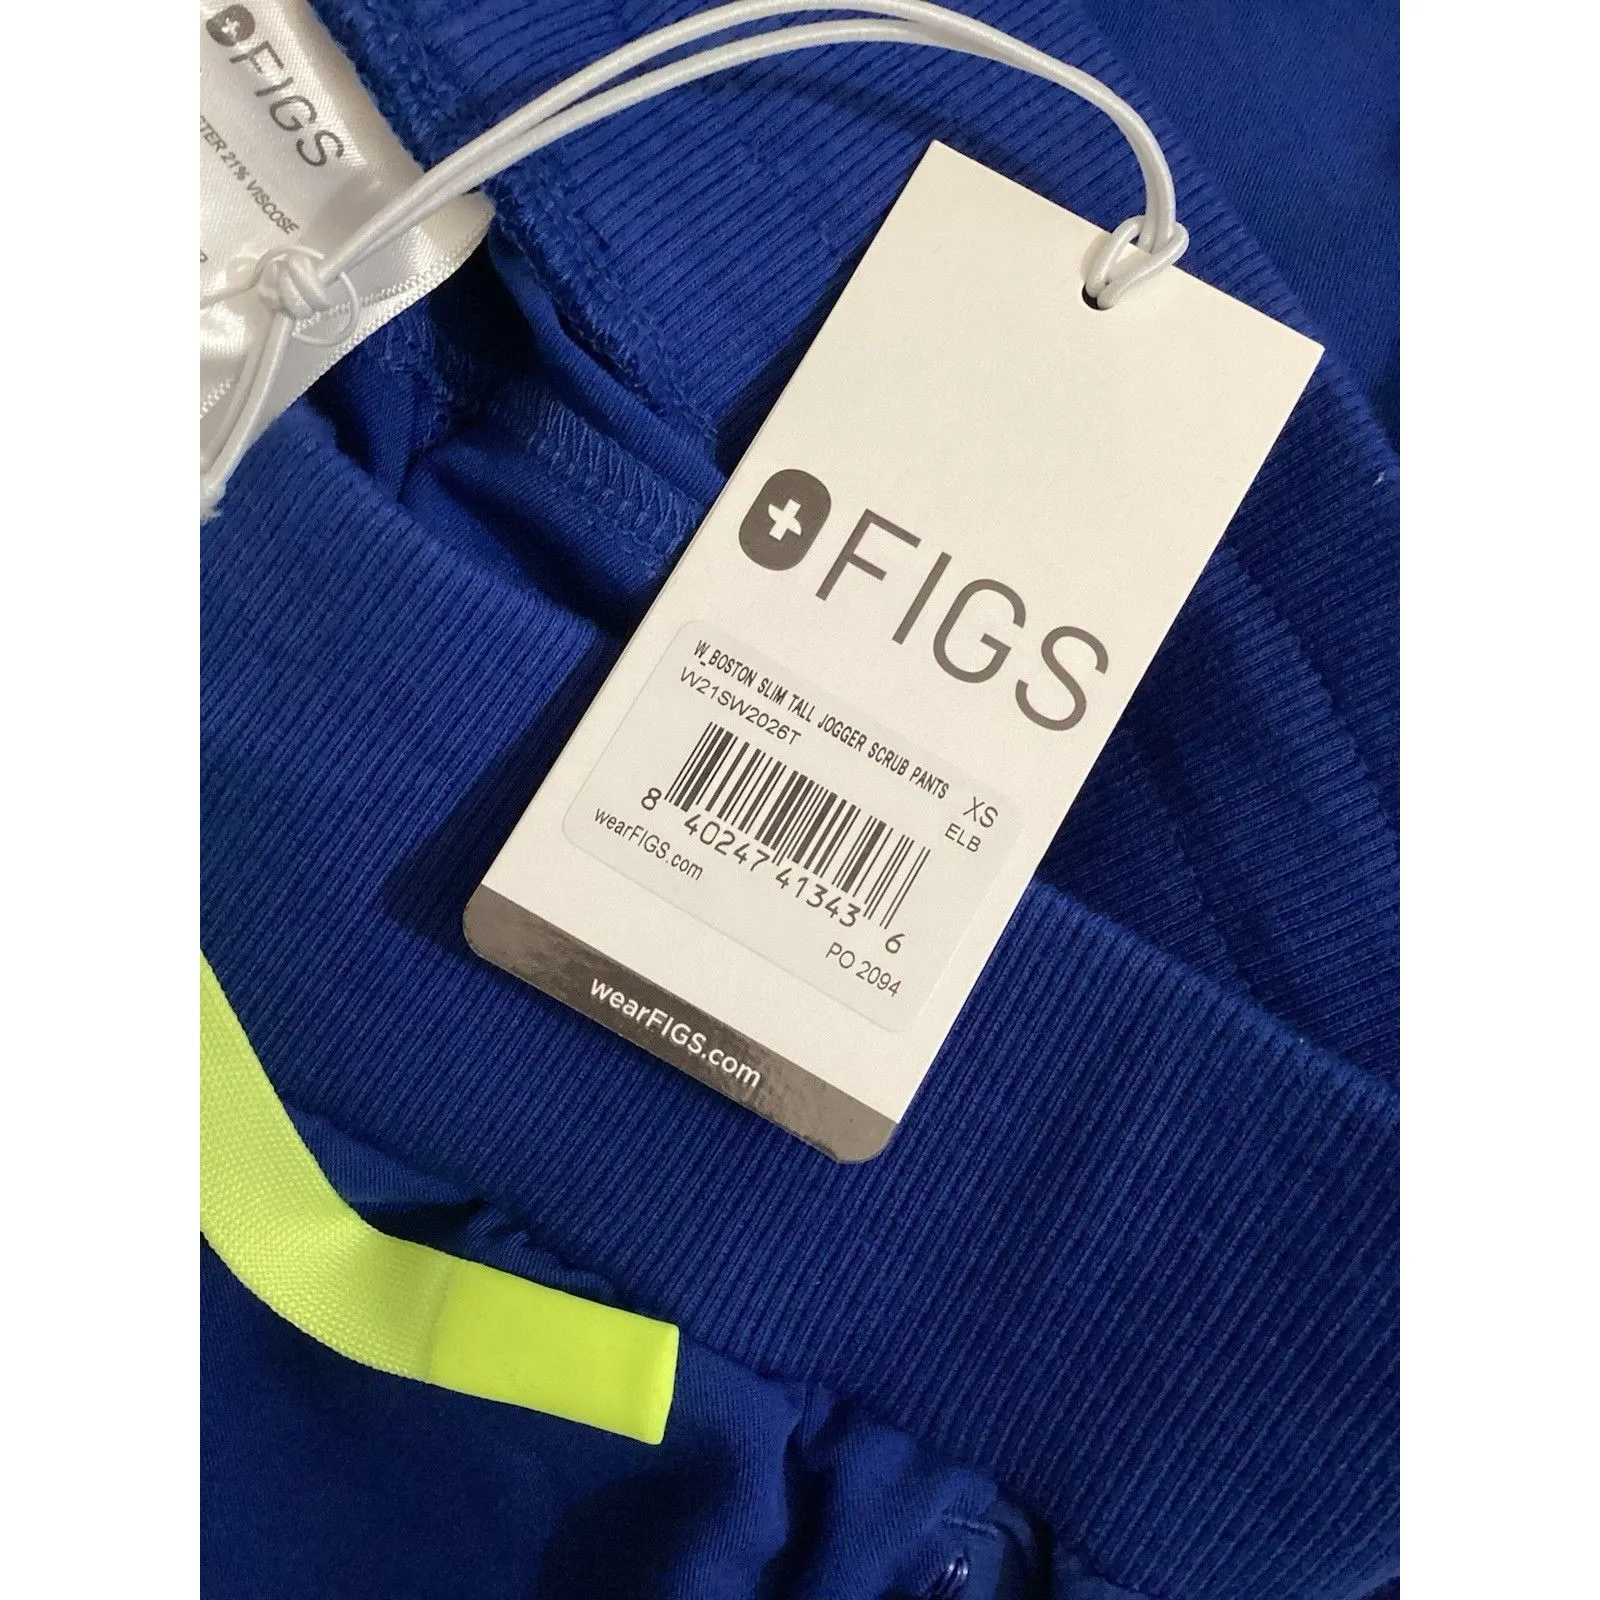 FIGS
21% VISCOSE
FIGS
W_BOSTON SLIM TALL JOGGER SCRUB PANTS
W21SW2026T
XS
ELB
8 40247 41343 6
wearFIGS.com
PO 2094
wearFIGS.com